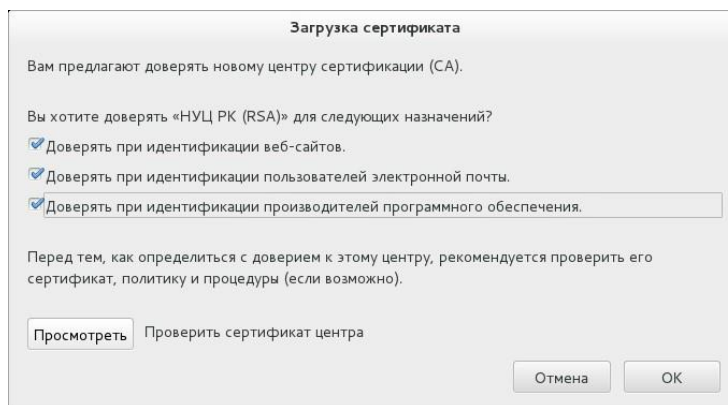 Загрузка сертификата
Вам предлагают доверять новому центру сертификации (CA).
Вы хотите доверять «НУЦ РК (RSA)» для следующих назначений?
Доверять при идентификации веб-сайтов.
Доверять при идентификации пользователей электронной почты.
Доверять при идентификации производителей программного обеспечения.
Перед тем, как определиться с доверием к этому центру, рекомендуется проверить его
сертификат, политику и процедуры (если возможно).
Просмотреть Проверить сертификат центра
Отмена OK